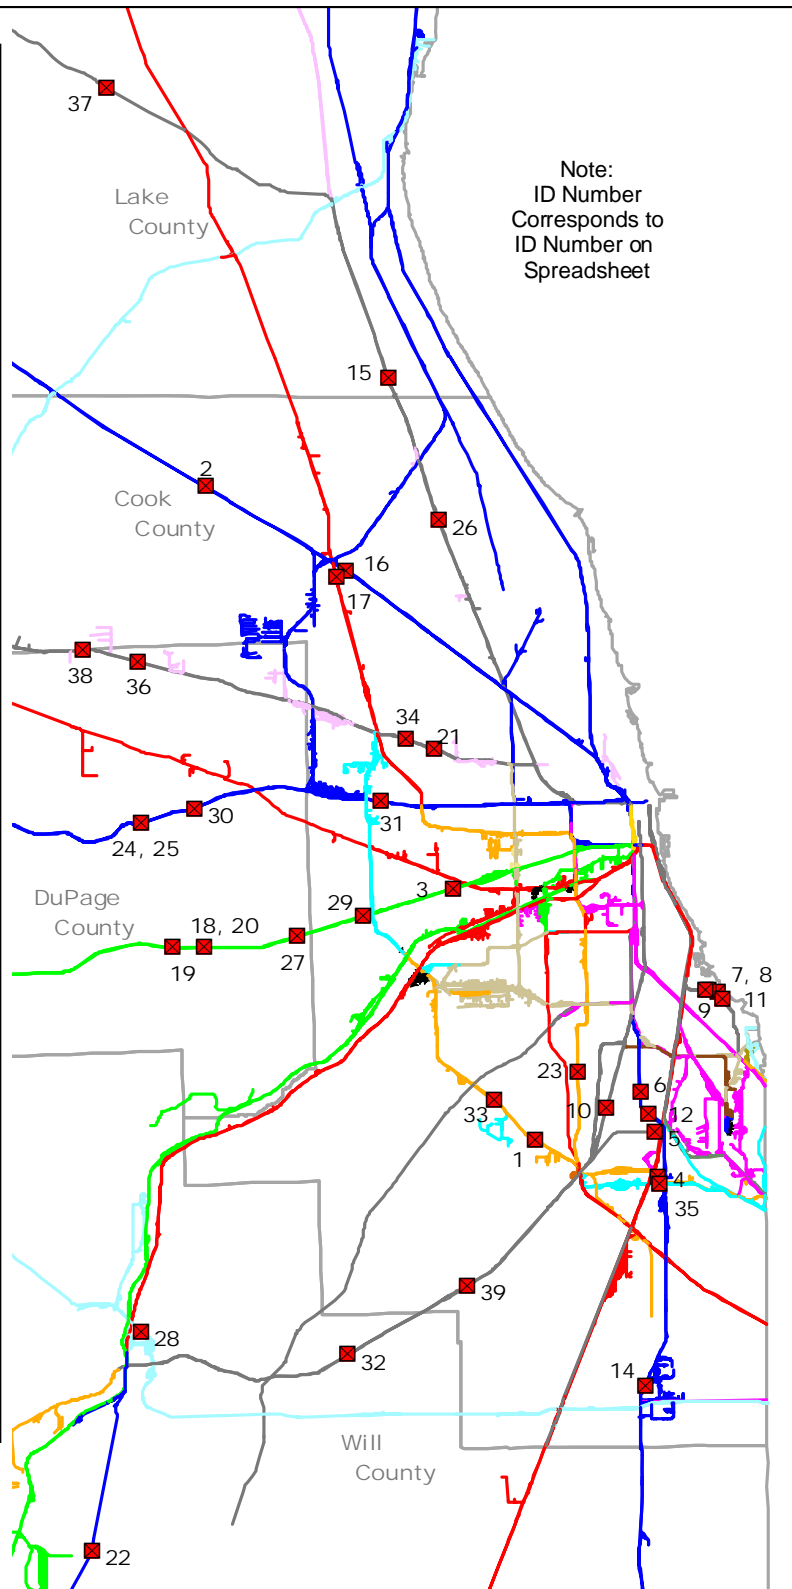 37
Note:
ID Number
Corresponds to
ID Number on
Spreadsheet
Lake
County
15
2
Cook
County
26
16
17
38
36
34
21
30
31
24, 25
3
DuPage
County
29
18, 20
27
19
7, 8
9
11
23
6
33
10
12
5
1
4
35
39
28
32
14
Will
County
22